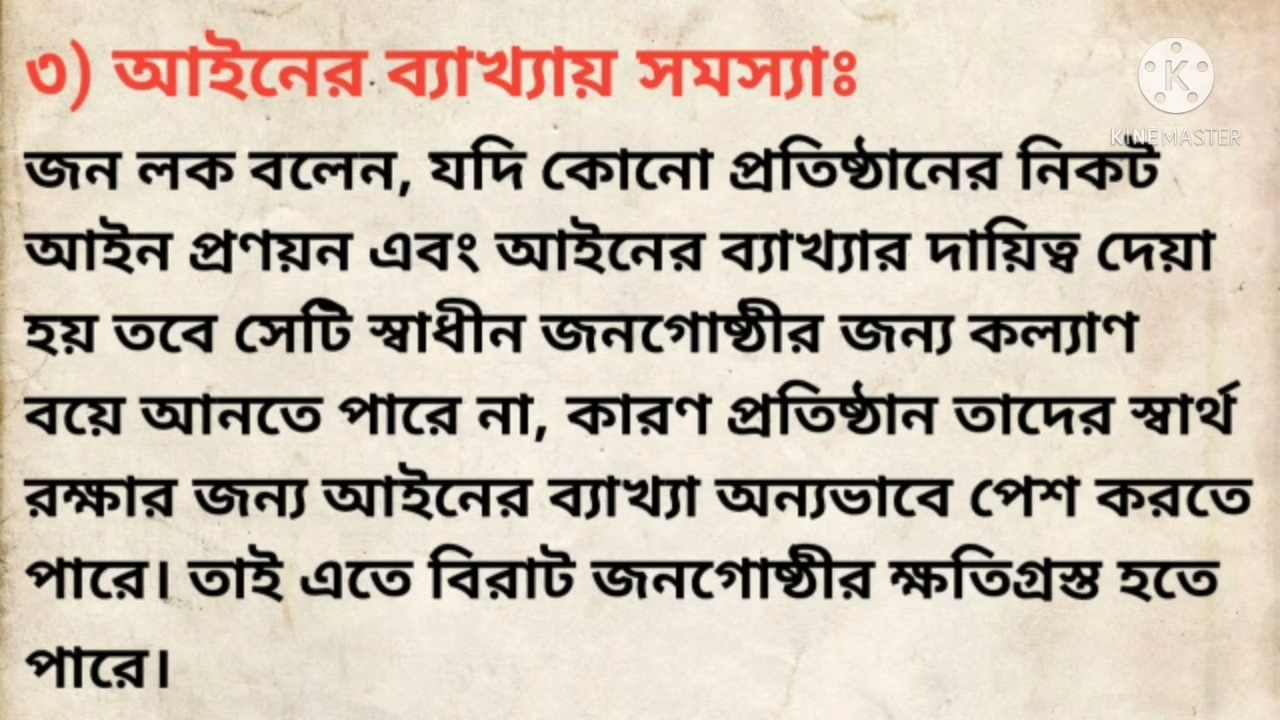 ৩) আইনের ব্যাখ্যায় সমস্যাঃ
KINEMASTER
জন লক বলেন, যদি কোনো প্রতিষ্ঠানের নিকট
আইন প্রণয়ন এবং আইনের ব্যাখ্যার দায়িত্ব দেয়া
হয় তবে সেটি স্বাধীন জনগোষ্ঠীর জন্য কল্যাণ
বয়ে আনতে পারে না, কারণ প্রতিষ্ঠান তাদের স্বার্থ
রক্ষার জন্য আইনের ব্যাখ্যা অন্যভাবে পেশ করতে
পারে। তাই এতে বিরাট জনগোষ্ঠীর ক্ষতিগ্রস্ত হতে
পারে।